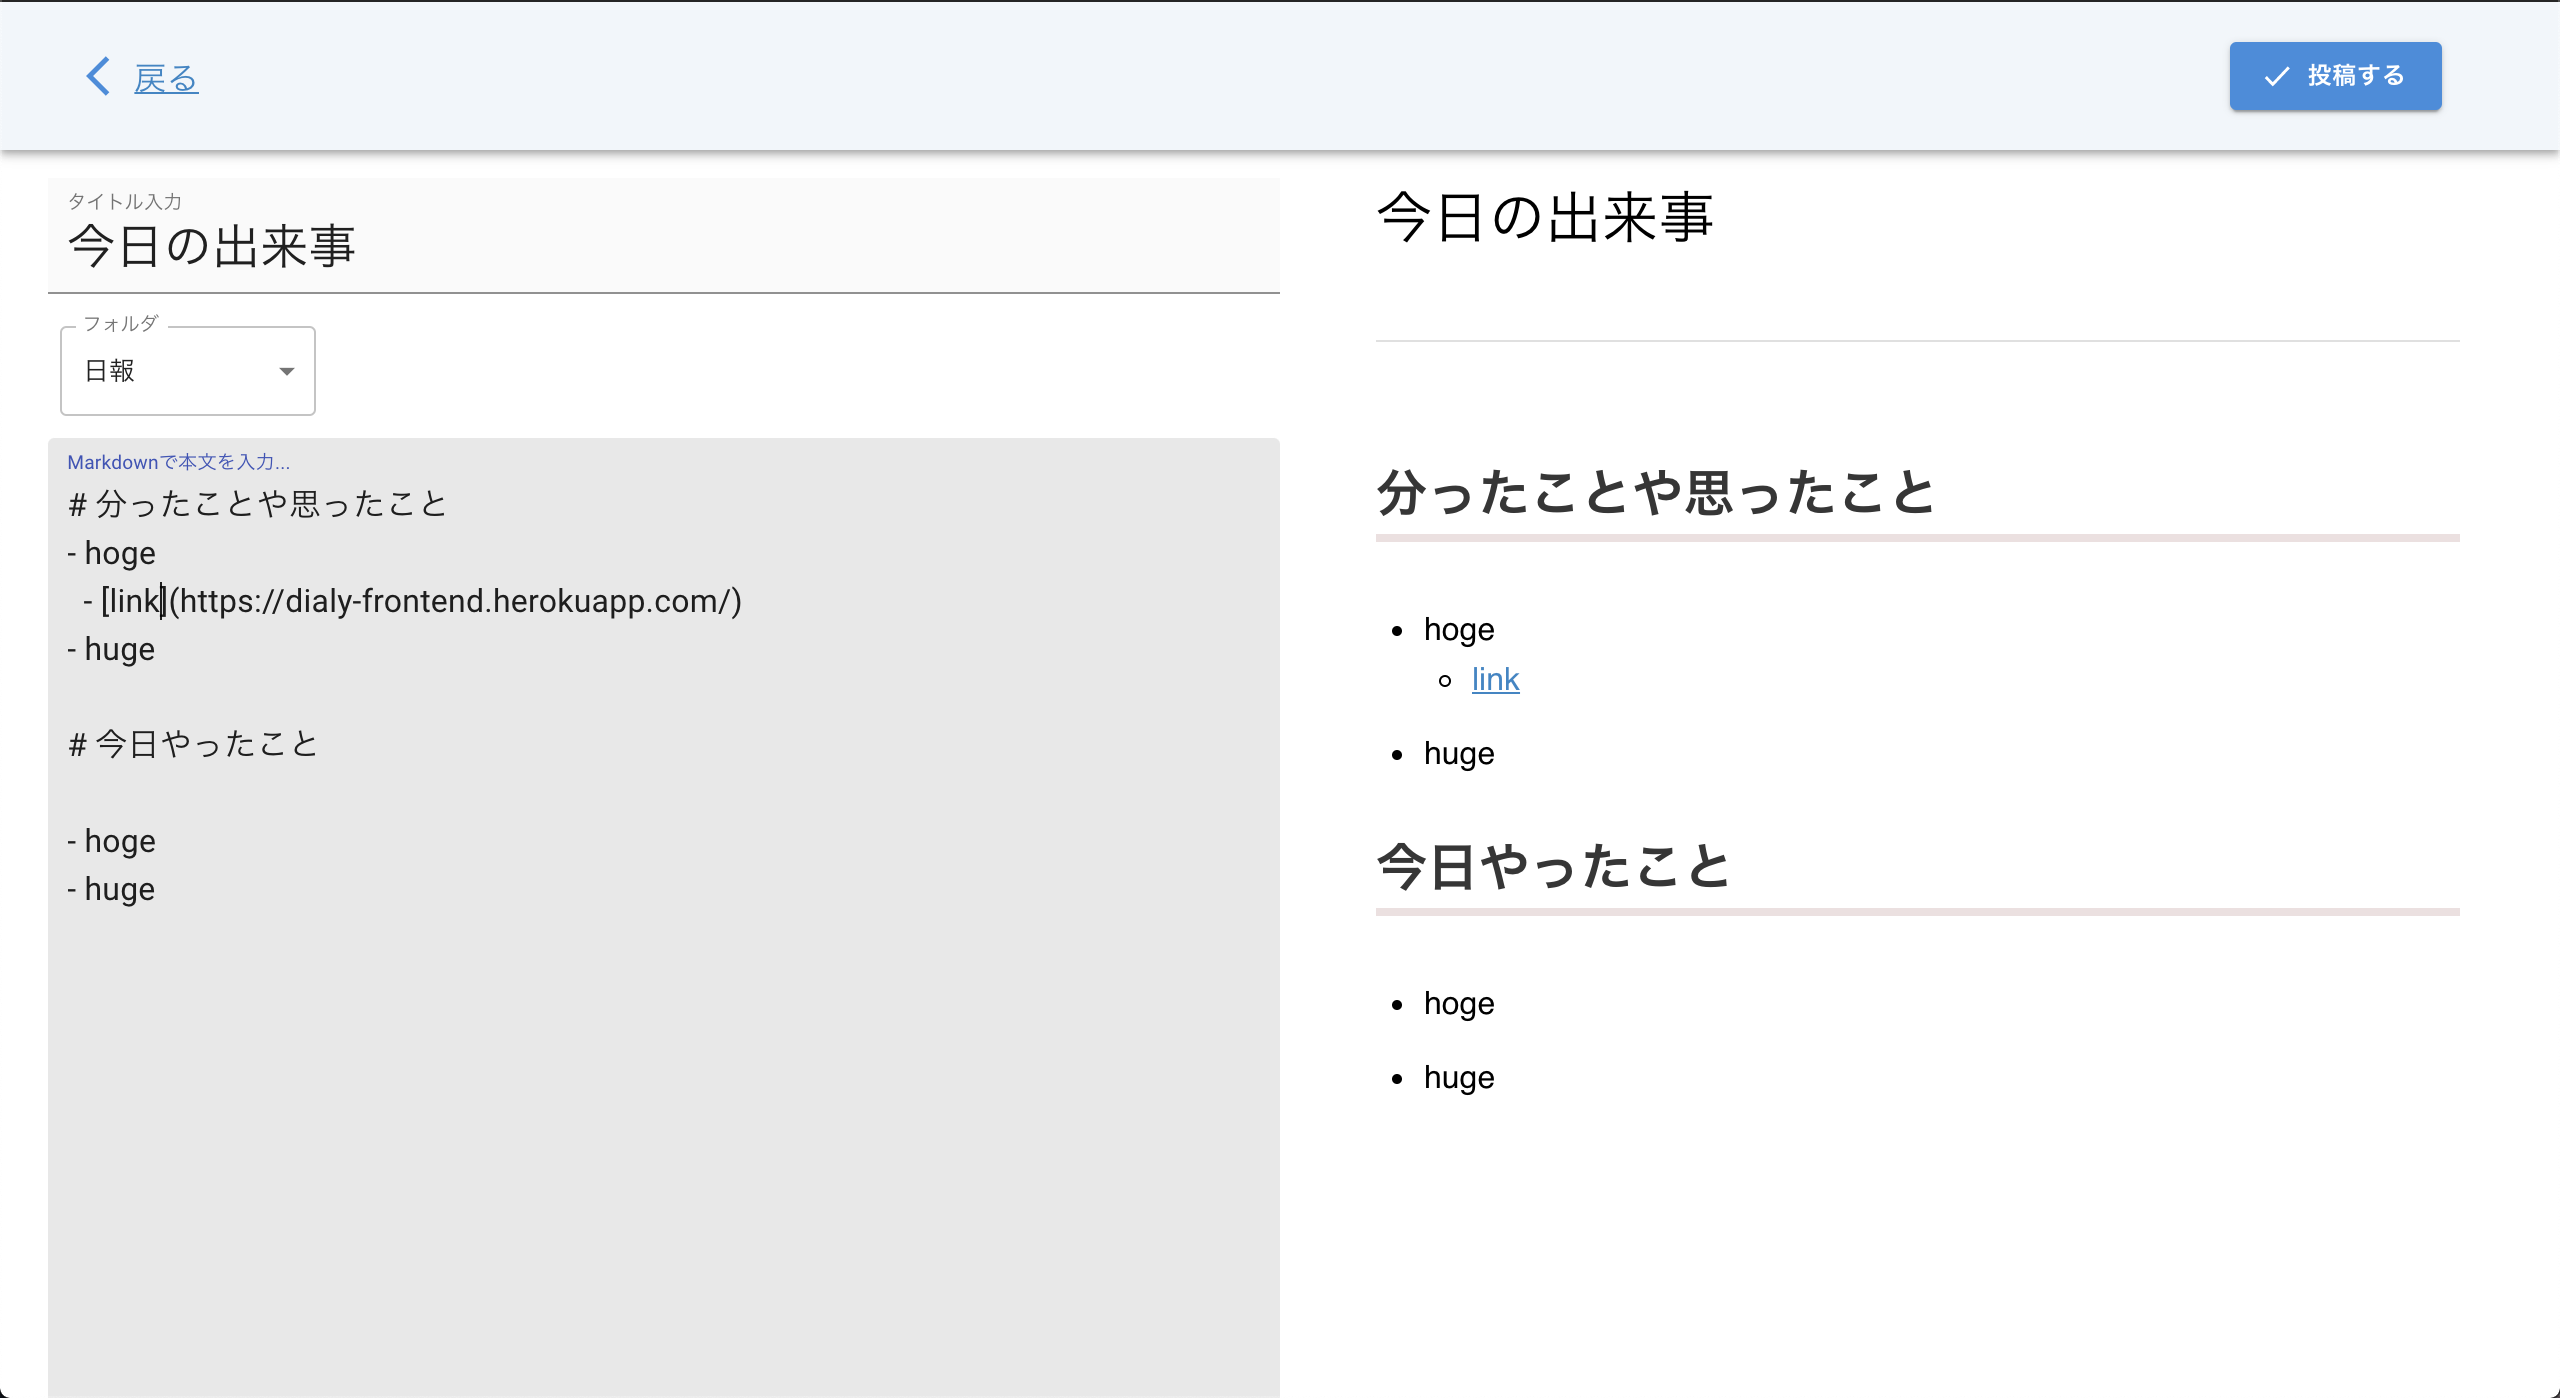 戻る
投稿する
タイトル入力
今日の出来事
フォルダ
日報
Markdownで本文を入力...
# 分ったことや思ったこと
- hoge
  - [link](https://dialy-frontend.herokuapp.com/)
- huge
# 今日やったこと
- hoge
- huge
今日の出来事
分ったことや思ったこと
hoge
link
huge
今日やったこと
hoge
huge